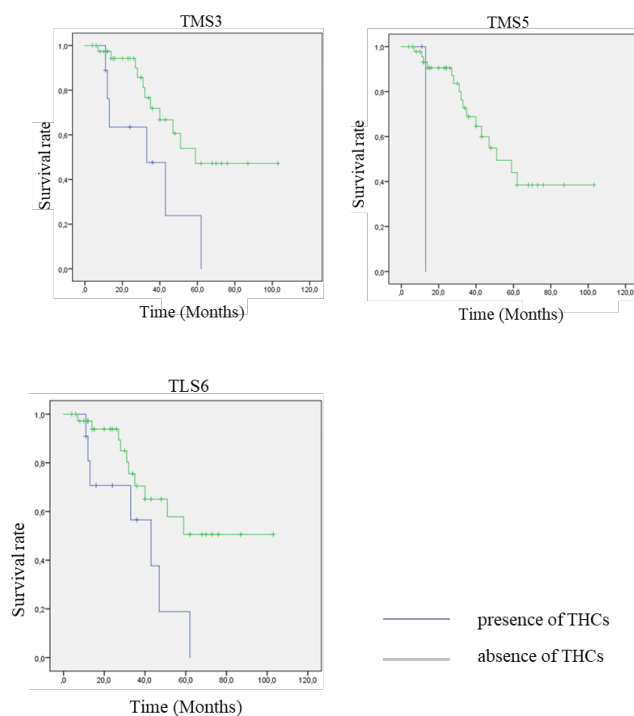 TMS3
1,0
0,8
0,6
0,4
0,2
0,0
Survival rate
,0 20,0 40,0 60,0 80,0 100,0 120,0
Time (Months)
TMS5
1,0
0,8
0,6
0,4
0,2
0,0
Survival rate
,0 20,0 40,0 60,0 80,0 100,0 120,0
Time (Months)
TLS6
1,0
0,8
0,6
0,4
0,2
0,0
Survival rate
,0 20,0 40,0 60,0 80,0 100,0 120,0
Time (Months)
presence of THCs
absence of THCs